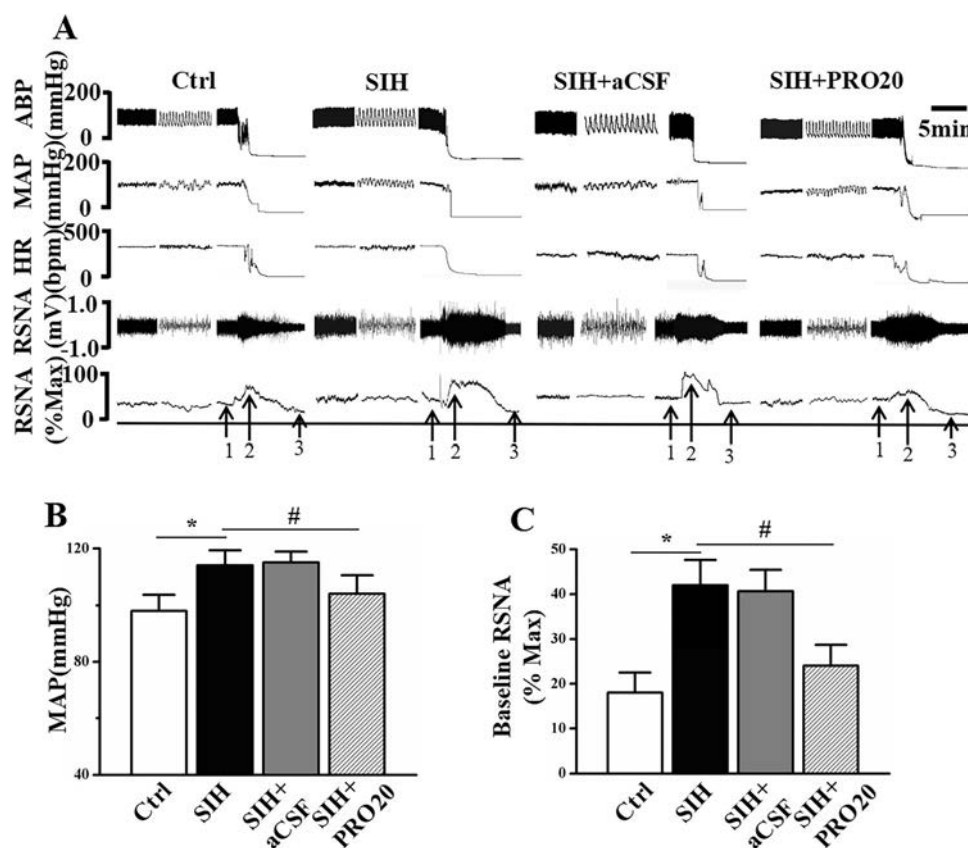 A
Ctrl SIH SIH+aCSF SIH+PRO20
5min
ABP (mmHg)
200
0
MAP (mmHg)
200
0
HR (bpm)
500
0
RSNA (mV)
1.0
-1.0
RSNA (%Max)
100
0
1 2 3 1 2 3 1 2 3 1 2 3
B
* #
MAP(mmHg)
120
80
40
Ctrl SIH SIH+ aCSF SIH+ PRO20
C
* #
Baseline RSNA
(% Max)
50
40
30
20
10
0
Ctrl SIH SIH+ aCSF SIH+ PRO20